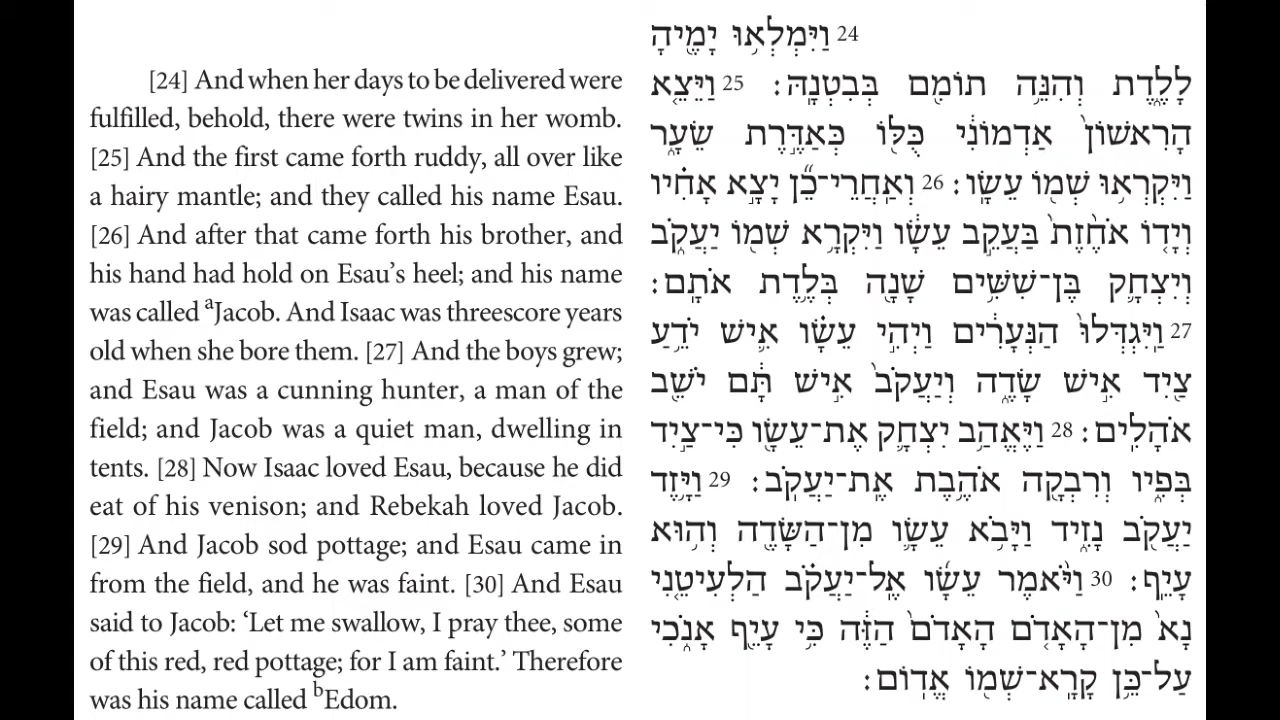 [24] And when her days to be delivered were
fulfilled, behold, there were twins in her womb.
[25] And the first came forth ruddy, all over like
a hairy mantle; and they called his name Esau.
[26] And after that came forth his brother, and
his hand had hold on Esau’s heel; and his name
was called aJacob. And Isaac was threescore years
old when she bore them. [27] And the boys grew;
and Esau was a cunning hunter, a man of the
field; and Jacob was a quiet man, dwelling in
tents. [28] Now Isaac loved Esau, because he did
eat of his venison; and Rebekah loved Jacob.
[29] And Jacob sod pottage; and Esau came in
from the field, and he was faint. [30] And Esau
said to Jacob: ‘Let me swallow, I pray thee, some
of this red, red pottage; for I am faint.’ Therefore
was his name called bEdom.
24 וַיִּמְלְא֥וּ יָמֶ֖יהָ
לָלֶ֑דֶת וְהִנֵּ֥ה תוֹמִ֖ם בְּבִטְנָֽהּ׃ 25 וַיֵּצֵ֤א
הָרִאשׁוֹן֙ אַדְמוֹנִ֔י כֻּלּ֖וֹ כְּאַדֶּ֣רֶת שֵׂעָ֑ר
וַיִּקְרְא֥וּ שְׁמ֖וֹ עֵשָֽׂו׃ 26 וְאַֽחֲרֵי־כֵ֞ן יָצָ֣א אָחִ֗יו
וְיָד֤וֹ אֹחֶ֙זֶת֙ בַּעֲקֵ֣ב עֵשָׂ֔ו וַיִּקְרָ֥א שְׁמ֖וֹ יַעֲקֹ֑ב
וְיִצְחָ֛ק בֶּן־שִׁשִּׁ֥ים שָׁנָ֖ה בְּלֶ֥דֶת אֹתָֽם׃
27 וַֽיִּגְדְּלוּ֙ הַנְּעָרִ֔ים וַיְהִ֣י עֵשָׂ֗ו אִ֛ישׁ יֹדֵ֥עַ
צַ֖יִד אִ֣ישׁ שָׂדֶ֑ה וְיַעֲקֹב֙ אִ֣ישׁ תָּ֔ם יֹשֵׁ֖ב
אֹהָלִֽים׃ 28 וַיֶּאֱהַ֥ב יִצְחָ֛ק אֶת־עֵשָׂ֖ו כִּי־צַ֣יִד
בְּפִ֑יו וְרִבְקָ֖ה אֹהֶ֥בֶת אֶֽת־יַעֲקֹֽב׃ 29 וַיָּ֥זֶד
יַעֲקֹ֖ב נָזִ֑יד וַיָּבֹ֥א עֵשָׂ֛ו מִן־הַשָּׂדֶ֖ה וְה֥וּא
עָיֵֽף׃ 30 וַיֹּ֨אמֶר עֵשָׂ֜ו אֶֽל־יַעֲקֹ֗ב הַלְעִיטֵ֤נִי
נָא֙ מִן־הָאָדֹ֤ם הָאָדֹם֙ הַזֶּ֔ה כִּ֥י עָיֵ֖ף אָנֹ֑כִי
עַל־כֵּ֥ן קָרָֽא־שְׁמ֖וֹ אֱדֽוֹם׃